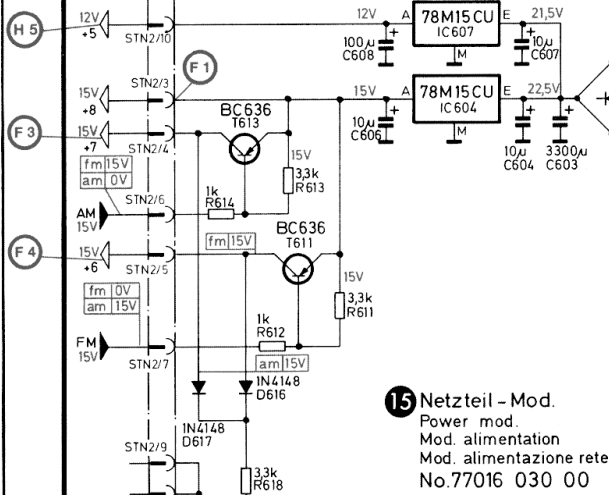 H5
12V
+5
STN2/10
12V
A
78M15CU
IC607
E
21,5V
M
100µ
C608
10µ
C607
STN2/3
F1
15V
+8
15V
A
78M15CU
IC604
E
22,5V
M
10µ
C606
10µ
C604
3300µ
C603
F3
15V
+7
STN2/4
BC636
T613
15V
3,3k
R613
fm 15V
am 0V
STN2/6
1k
R614
AM
15V
F4
15V
+6
STN2/5
fm 15V
BC636
T611
15V
3,3k
R611
fm 0V
am 15V
1k
R612
FM
15V
STN2/7
am 15V
1N4148
D616
1N4148
D617
STN2/9
3,3k
R618
15 Netzteil-Mod.
Power mod.
Mod. alimentation
Mod. alimentazione rete
No.77016 030 00